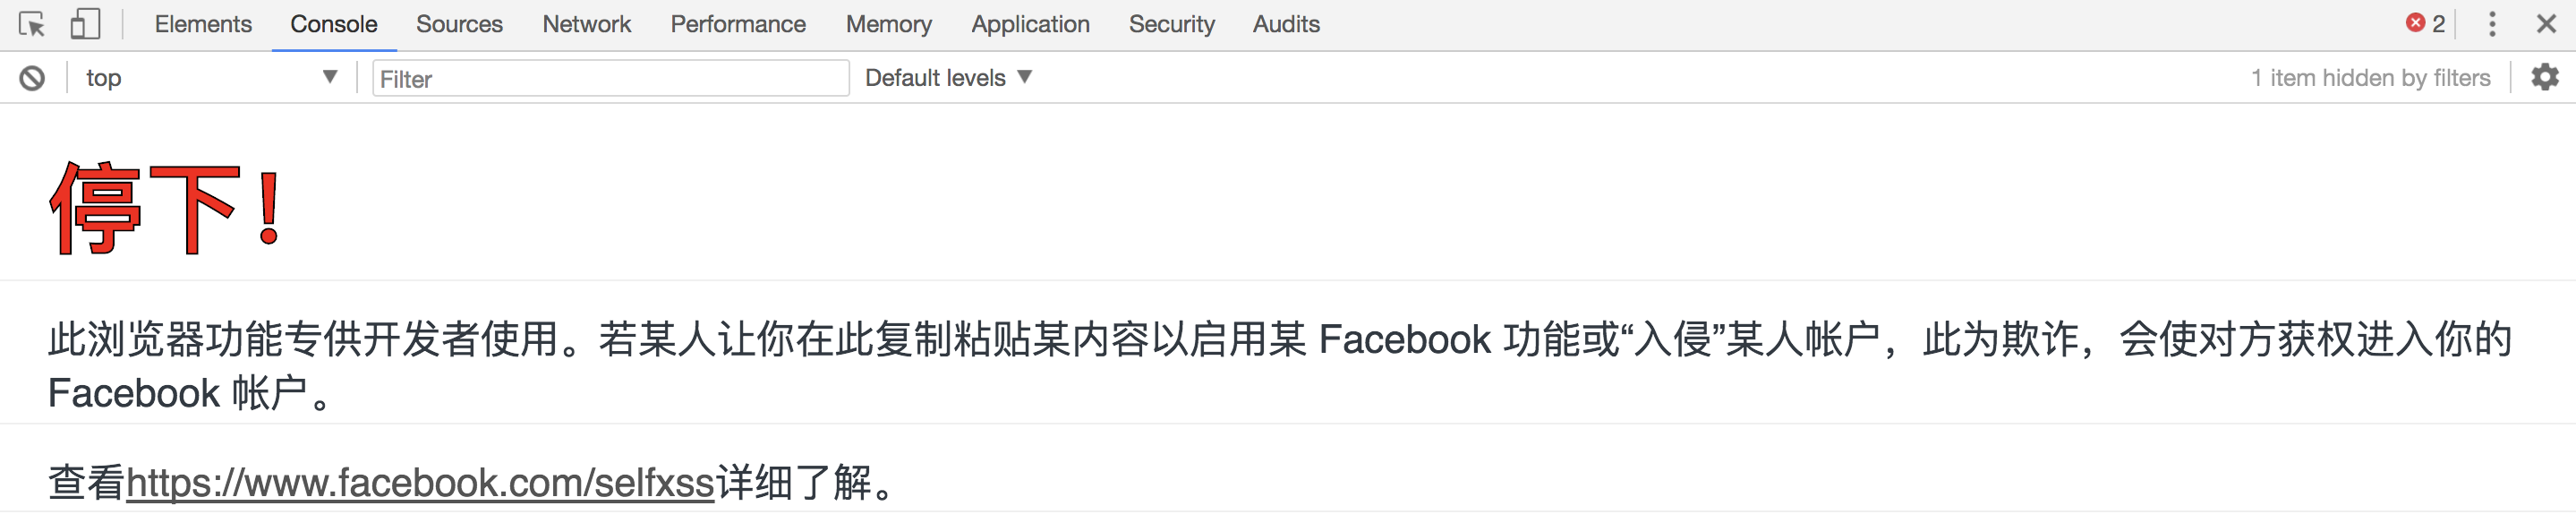 Elements Console Sources Network Performance Memory Application Security Audits 2
top Filter Default levels 1 item hidden by filters
停下！
此浏览器功能专供开发者使用。若某人让你在此复制粘贴某内容以启用某 Facebook 功能或“入侵”某人帐户，此为欺诈，会使对方获权进入你的
Facebook 帐户。
查看https://www.facebook.com/selfxss详细了解。